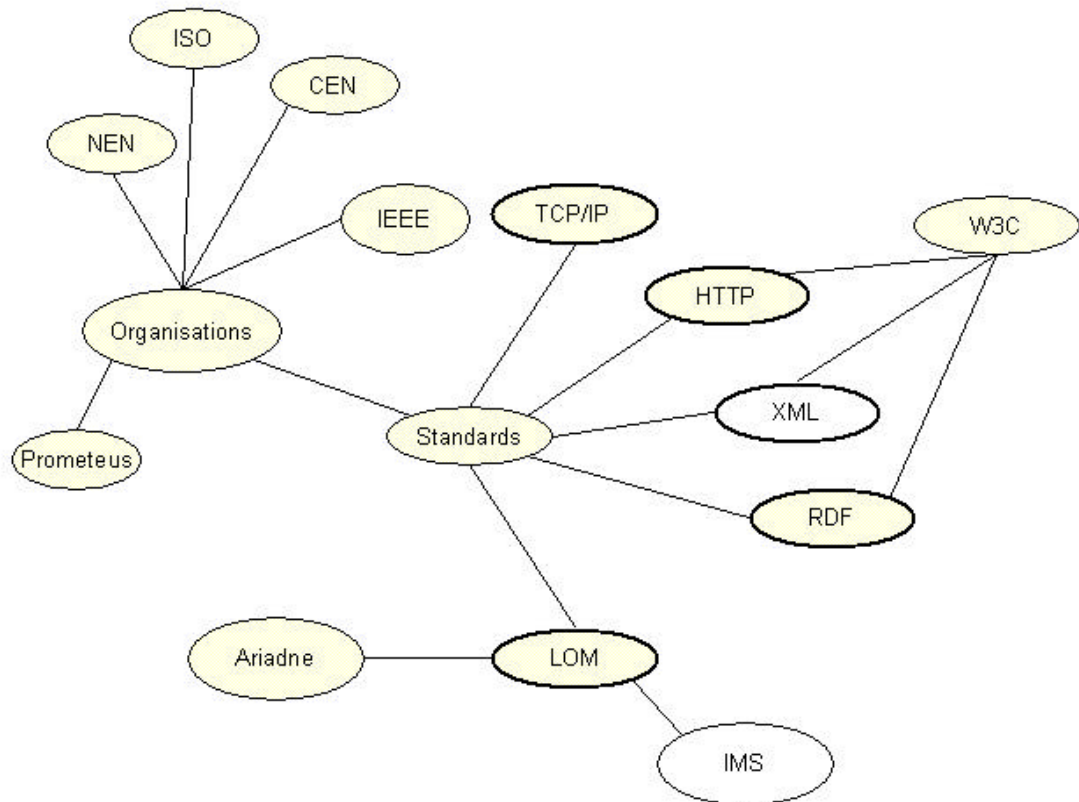 ISO
CEN
NEN
IEEE
TCP/IP
W3C
HTTP
Organisations
XML
Standards
Prometeus
RDF
Ariadne
LOM
IMS